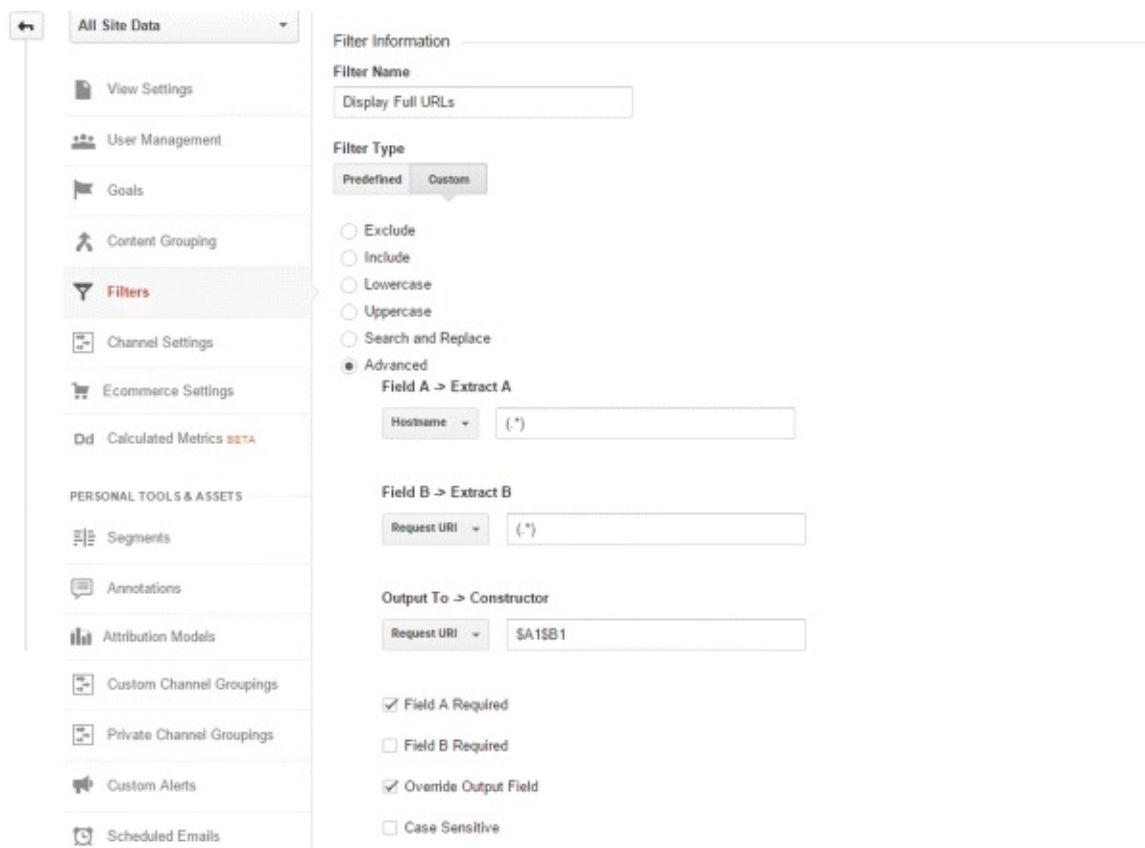 All Site Data
View Settings
User Management
Goals
Content Grouping
Filters
Channel Settings
Ecommerce Settings
Dd Calculated Metrics BETA
PERSONAL TOOLS & ASSETS
Segments
Annotations
Attribution Models
Custom Channel Groupings
Private Channel Groupings
Custom Alerts
Scheduled Emails
Filter Information
Filter Name
Display Full URLs
Filter Type
Predefined Custom
Exclude
Include
Lowercase
Uppercase
Search and Replace
Advanced
Field A -> Extract A
Hostname (.*)
Field B -> Extract B
Request URI (.*)
Output To -> Constructor
Request URI $A1$B1
Field A Required
Field B Required
Override Output Field
Case Sensitive